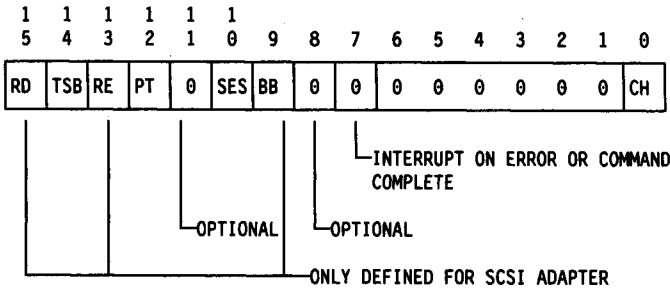 1 1 1 1 1 1
5 4 3 2 1 0 9 8 7 6 5 4 3 2 1 0
RD TSB RE PT 0 SES BB 0 0 0 0 0 0 0 0 CH
INTERRUPT ON ERROR OR COMMAND
COMPLETE
OPTIONAL OPTIONAL
ONLY DEFINED FOR SCSI ADAPTER